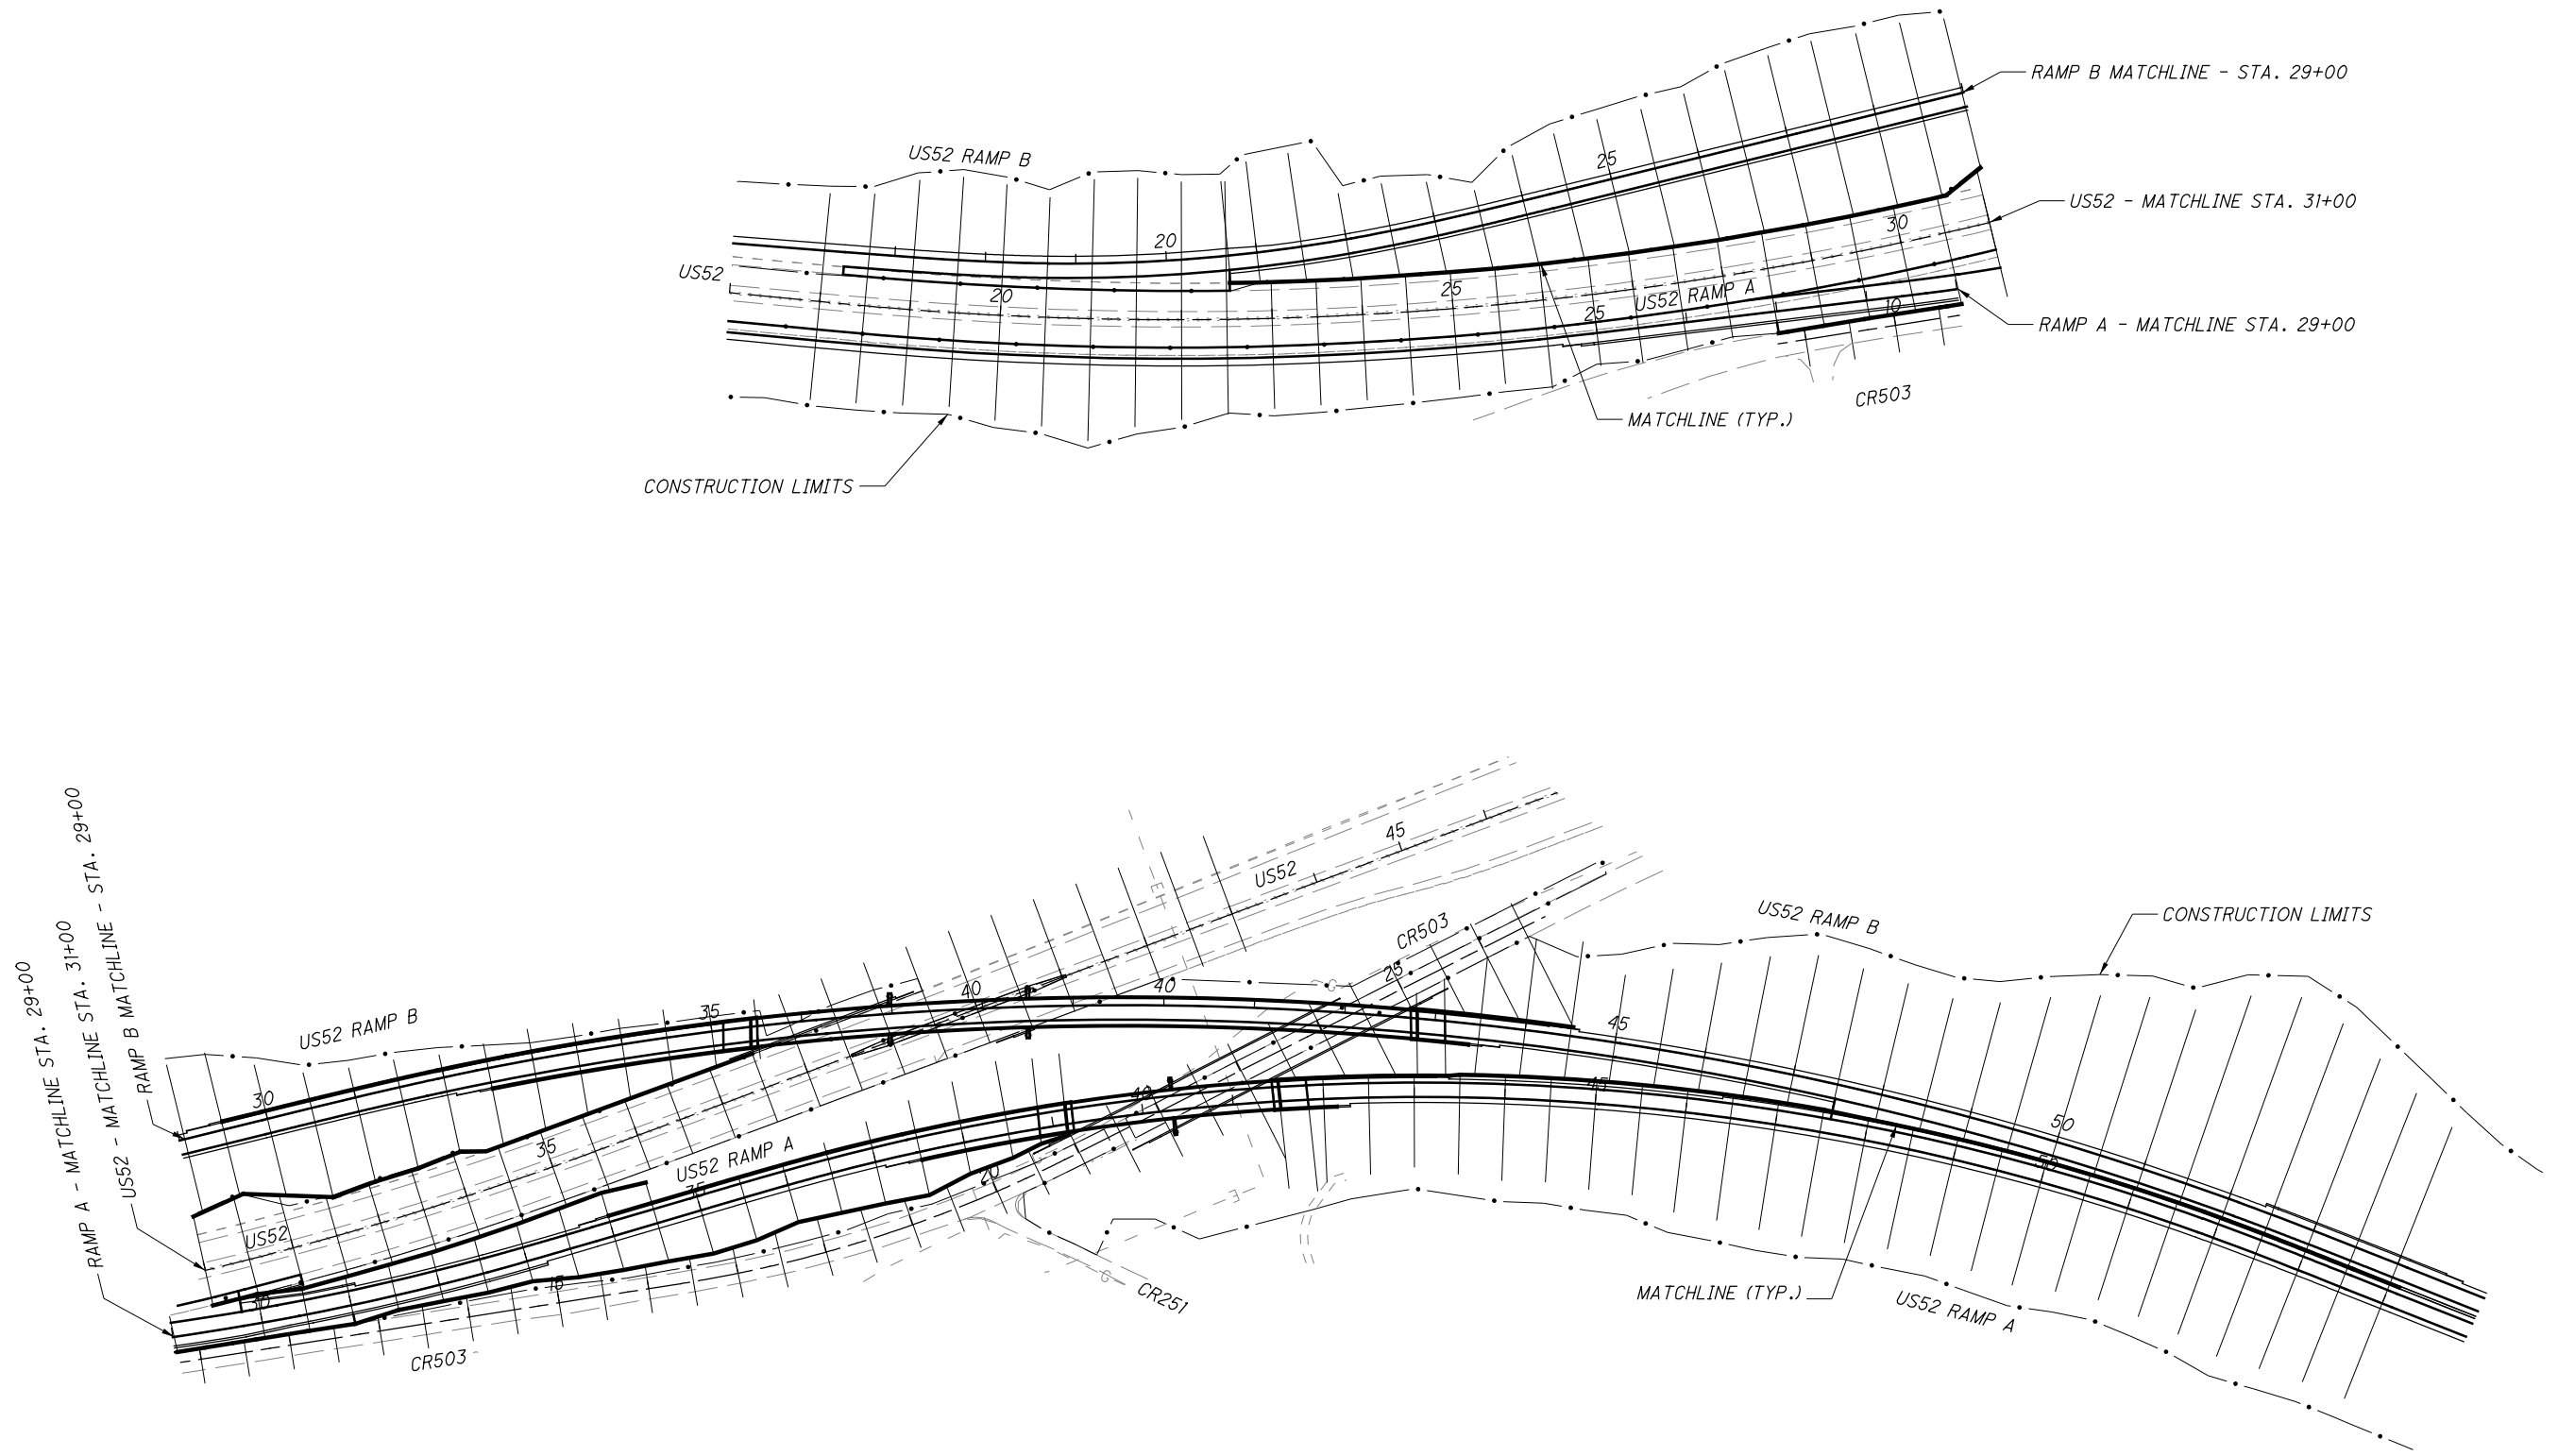 RAMP B MATCHLINE - STA. 29+00
US52 RAMP B
25
US52 - MATCHLINE STA. 31+00
30
20
US52
20
25
US52 RAMP A
25
10
RAMP A - MATCHLINE STA. 29+00
CR503
MATCHLINE (TYP.)
CONSTRUCTION LIMITS
RAMP A - MATCHLINE STA. 29+00
US52 - MATCHLINE STA. 31+00
RAMP B MATCHLINE - STA. 29+00
45
US52
CR503
US52 RAMP B
CONSTRUCTION LIMITS
25
40
40
35
US52 RAMP B
45
30
40
45
50
35
US52 RAMP A
50
35
20
US52
E
E
G
G
30
15
CR251
MATCHLINE (TYP.)
US52 RAMP A
CR503